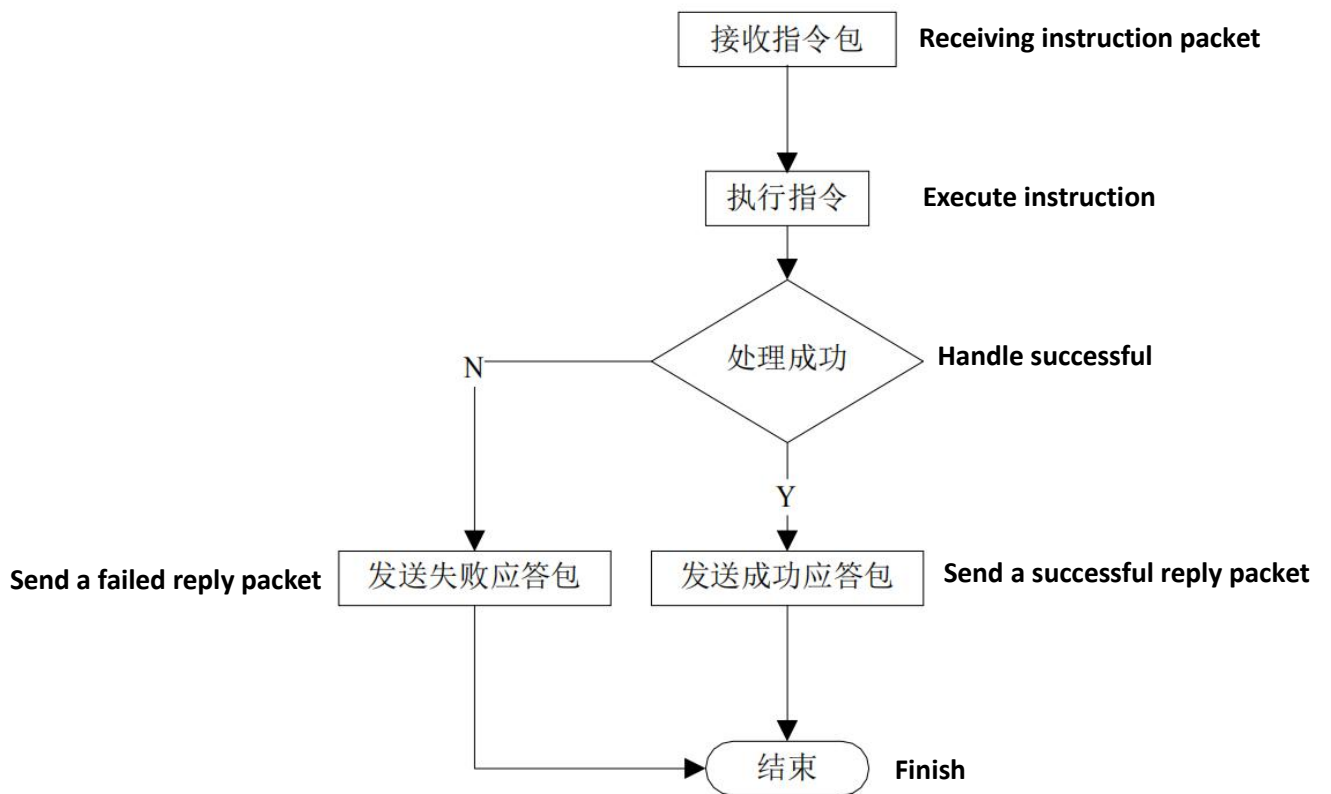 接收指令包
Receiving instruction packet
执行指令
Execute instruction
处理成功
Handle successful
N
Y
Send a failed reply packet
发送失败应答包
发送成功应答包
Send a successful reply packet
结束
Finish